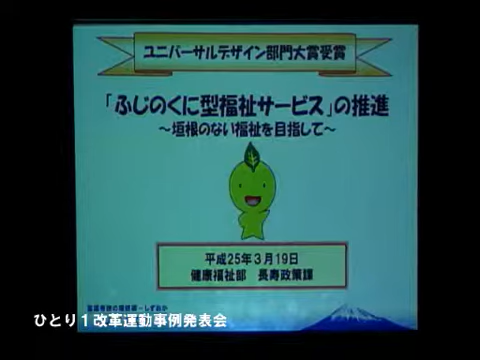 ユニバーサルデザイン部門大賞受賞
「ふじのくに型福祉サービス」の推進
～垣根のない福祉を目指して～
平成25年３月19日
健康福祉部　長寿政策課
ひとり１改革運動事例発表会